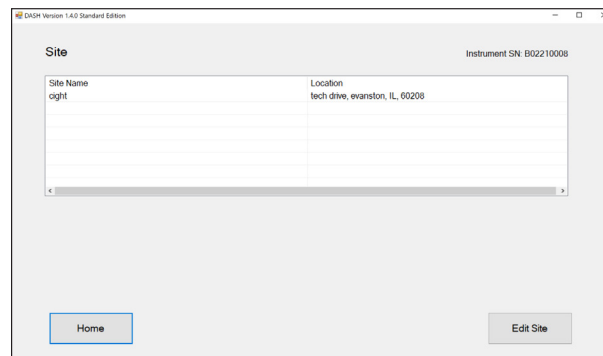 DASH Version 1.4.0 Standard Edition
Site
Instrument SN: B02210008
Site Name Location
cight tech drive, evanston, IL, 60208
Home
Edit Site